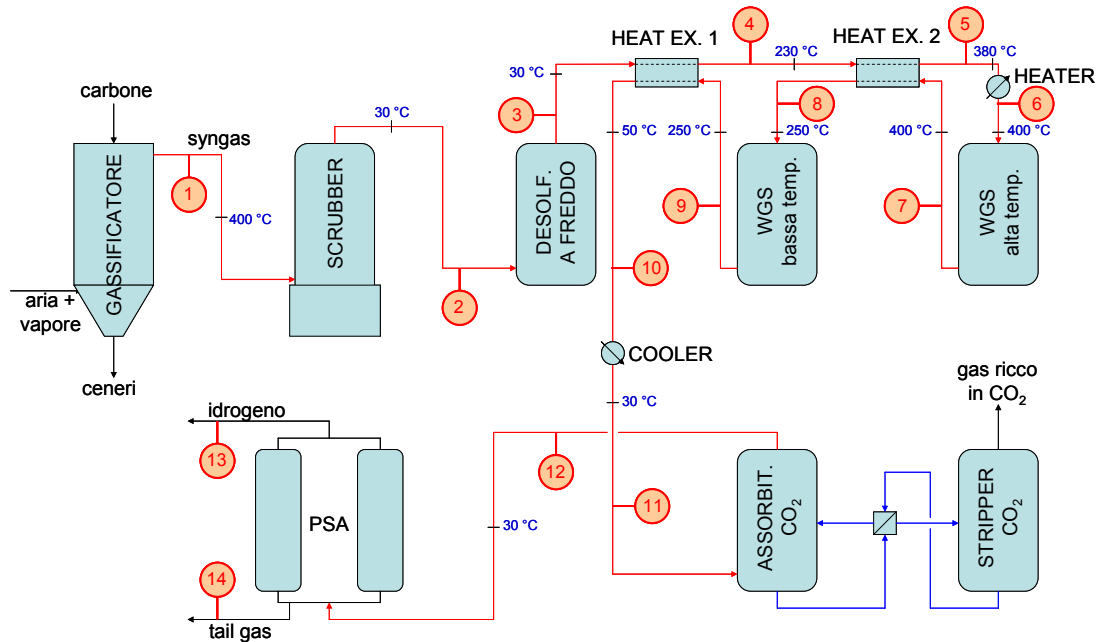 HEAT EX. 1
4
HEAT EX. 2
5
230 °C
380 °C
30 °C
HEATER
carbone
3
8
6
30 °C
50 °C
250 °C
250 °C
400 °C
400 °C
syngas
1
GASSIFICATORE
400 °C
SCRUBBER
2
DESOLF.
A FREDDO
9
WGS
bassa temp.
7
WGS
alta temp.
10
aria +
vapore
ceneri
COOLER
30 °C
gas ricco
in CO2
idrogeno
13
12
11
PSA
30 °C
ASSORBIT.
CO2
STRIPPER
CO2
14
tail gas